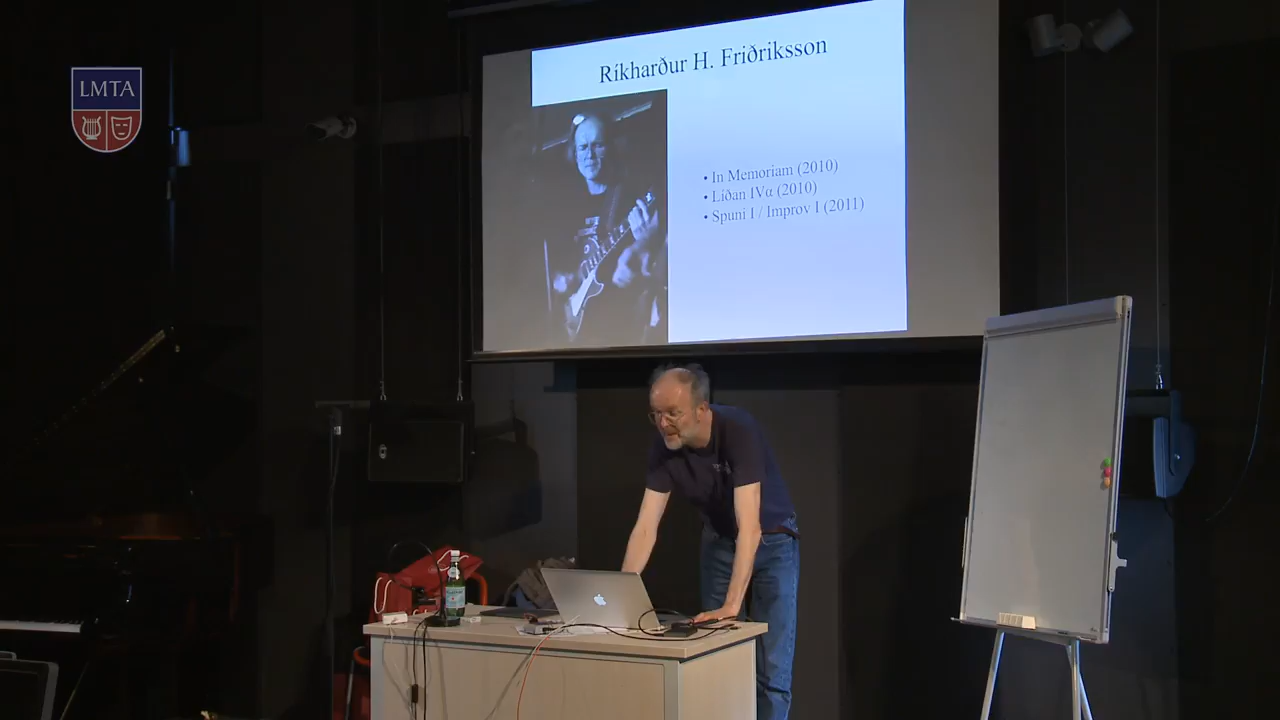 LMTA
Ríkharður H. Friðriksson
• In Memoriam (2010)
• Líðan IVα (2010)
• Spuni I / Improv I (2011)